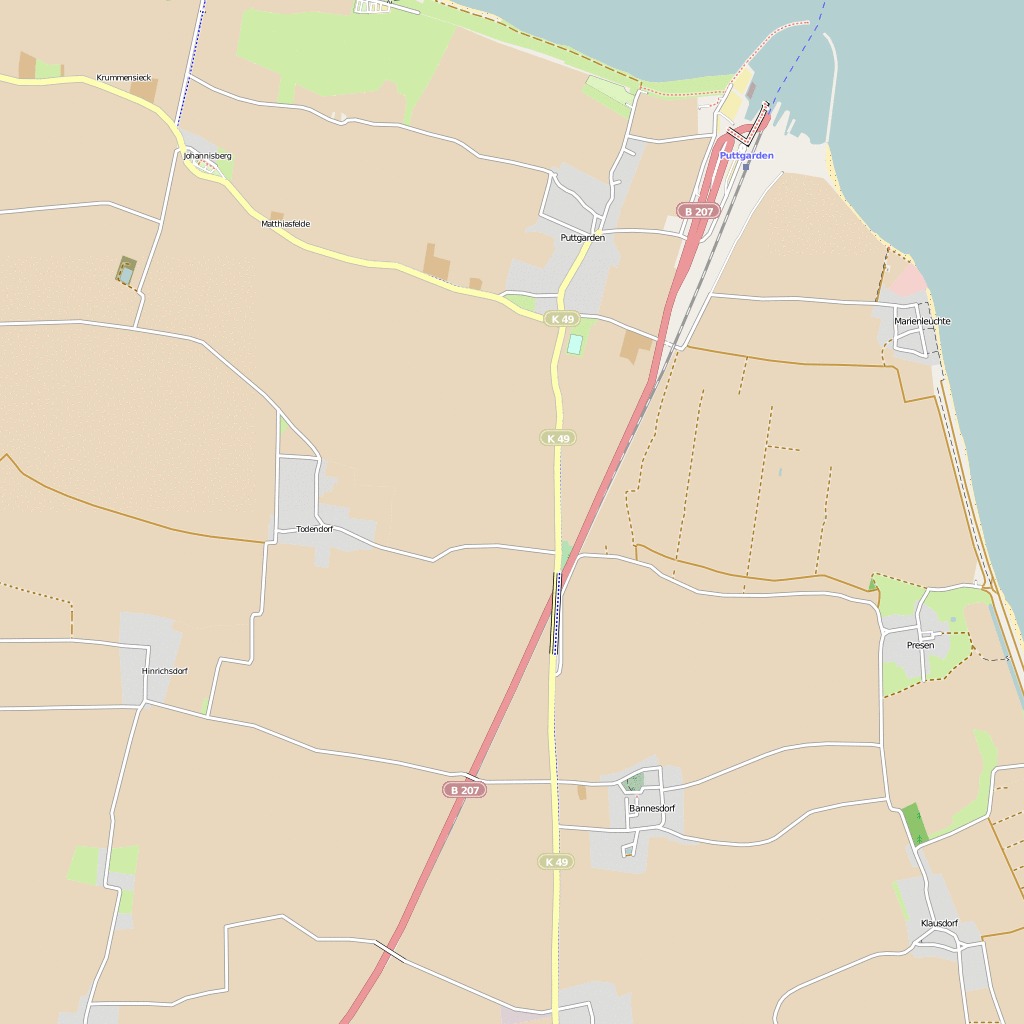 Krummensieck
Johannisberg
Puttgarden
B 207
Matthiasfelde
Puttgarden
K 49
Marienleuchte
K 49
Todendorf
Presen
Hinrichsdorf
B 207
Bannesdorf
K 49
Klausdorf